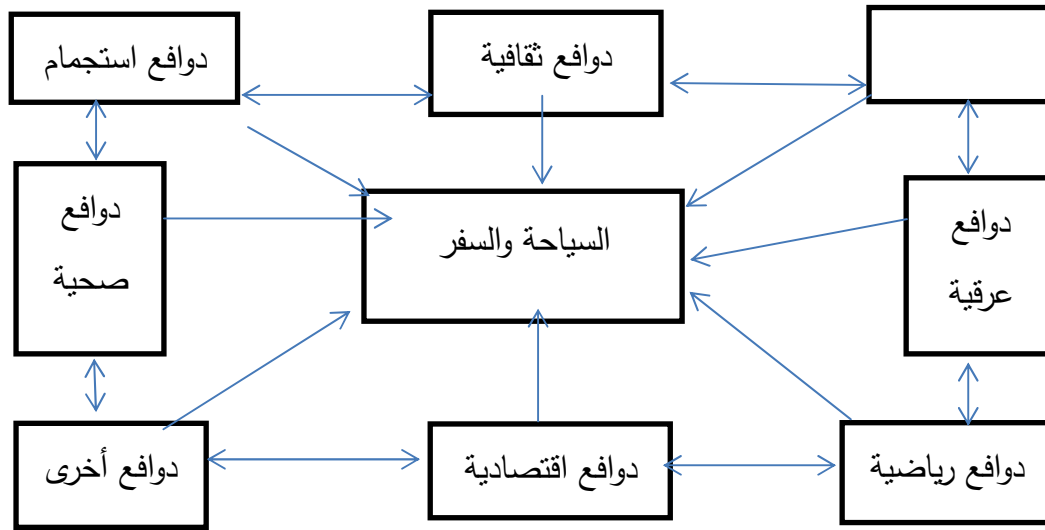 دوافع ثقافية
دوافع استجمام
دوافع
عرقية
السياحة والسفر
دوافع
صحية
دوافع رياضية
دوافع اقتصادية
دوافع أخرى